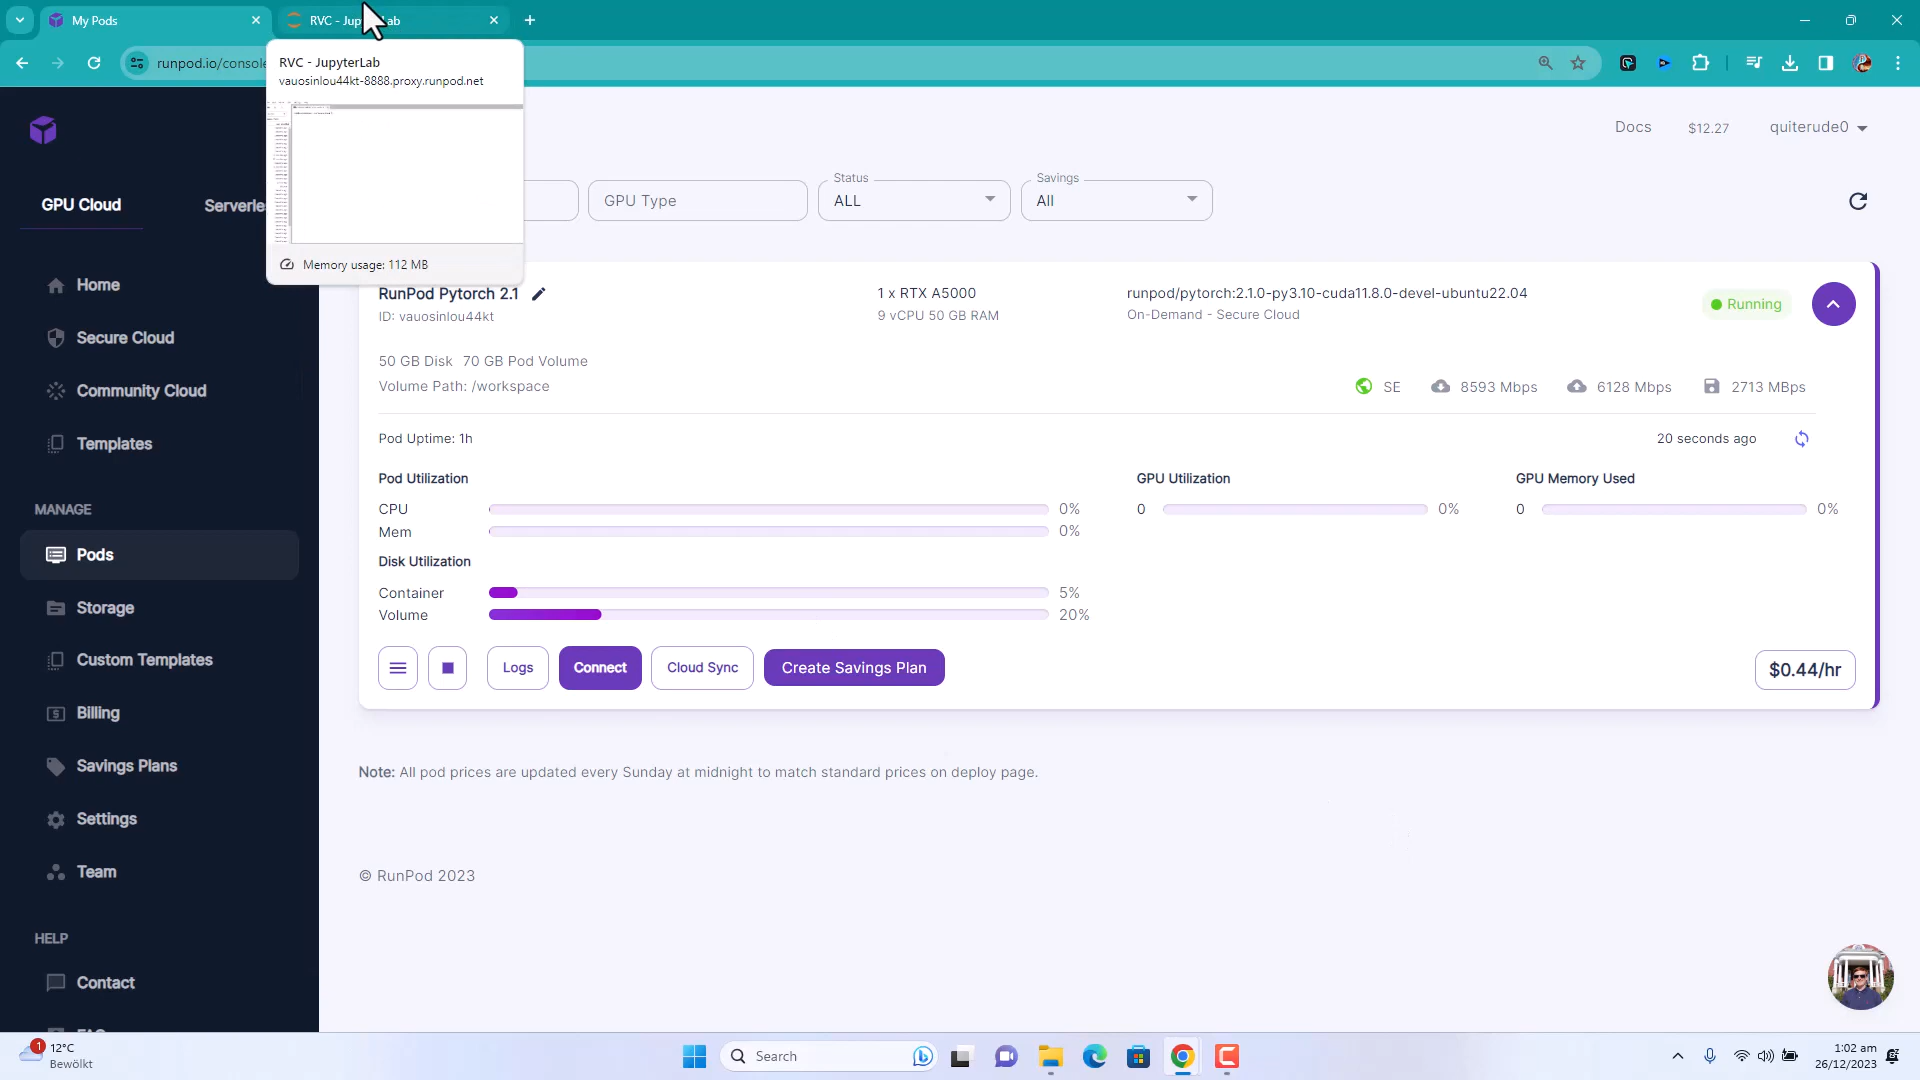 My Pods
RVC - Jup    ab
runpod.io/console
RVC - JupyterLab
vauosinlou44kt-8888.proxy.runpod.net
Memory usage: 112 MB
Docs
$12.27
quiterude0
GPU Cloud
Serverle
GPU Type
Status
ALL
Savings
All
Home
Secure Cloud
Community Cloud
Templates
MANAGE
Pods
Storage
Custom Templates
Billing
Savings Plans
Settings
Team
HELP
Contact
RunPod Pytorch 2.1
ID: vauosinlou44kt
1 x RTX A5000
9 vCPU 50 GB RAM
runpod/pytorch:2.1.0-py3.10-cuda11.8.0-devel-ubuntu22.04
On-Demand - Secure Cloud
Running
50 GB Disk 70 GB Pod Volume
Volume Path: /workspace
SE
8593 Mbps
6128 Mbps
2713 MBps
Pod Uptime: 1h
20 seconds ago
Pod Utilization
CPU
0%
Mem
0%
GPU Utilization
0
0%
GPU Memory Used
0
0%
Disk Utilization
Container
5%
Volume
20%
Logs
Connect
Cloud Sync
Create Savings Plan
$0.44/hr
Note: All pod prices are updated every Sunday at midnight to match standard prices on deploy page.
© RunPod 2023
1
12°C
Bewölkt
Search
1:02 am
26/12/2023